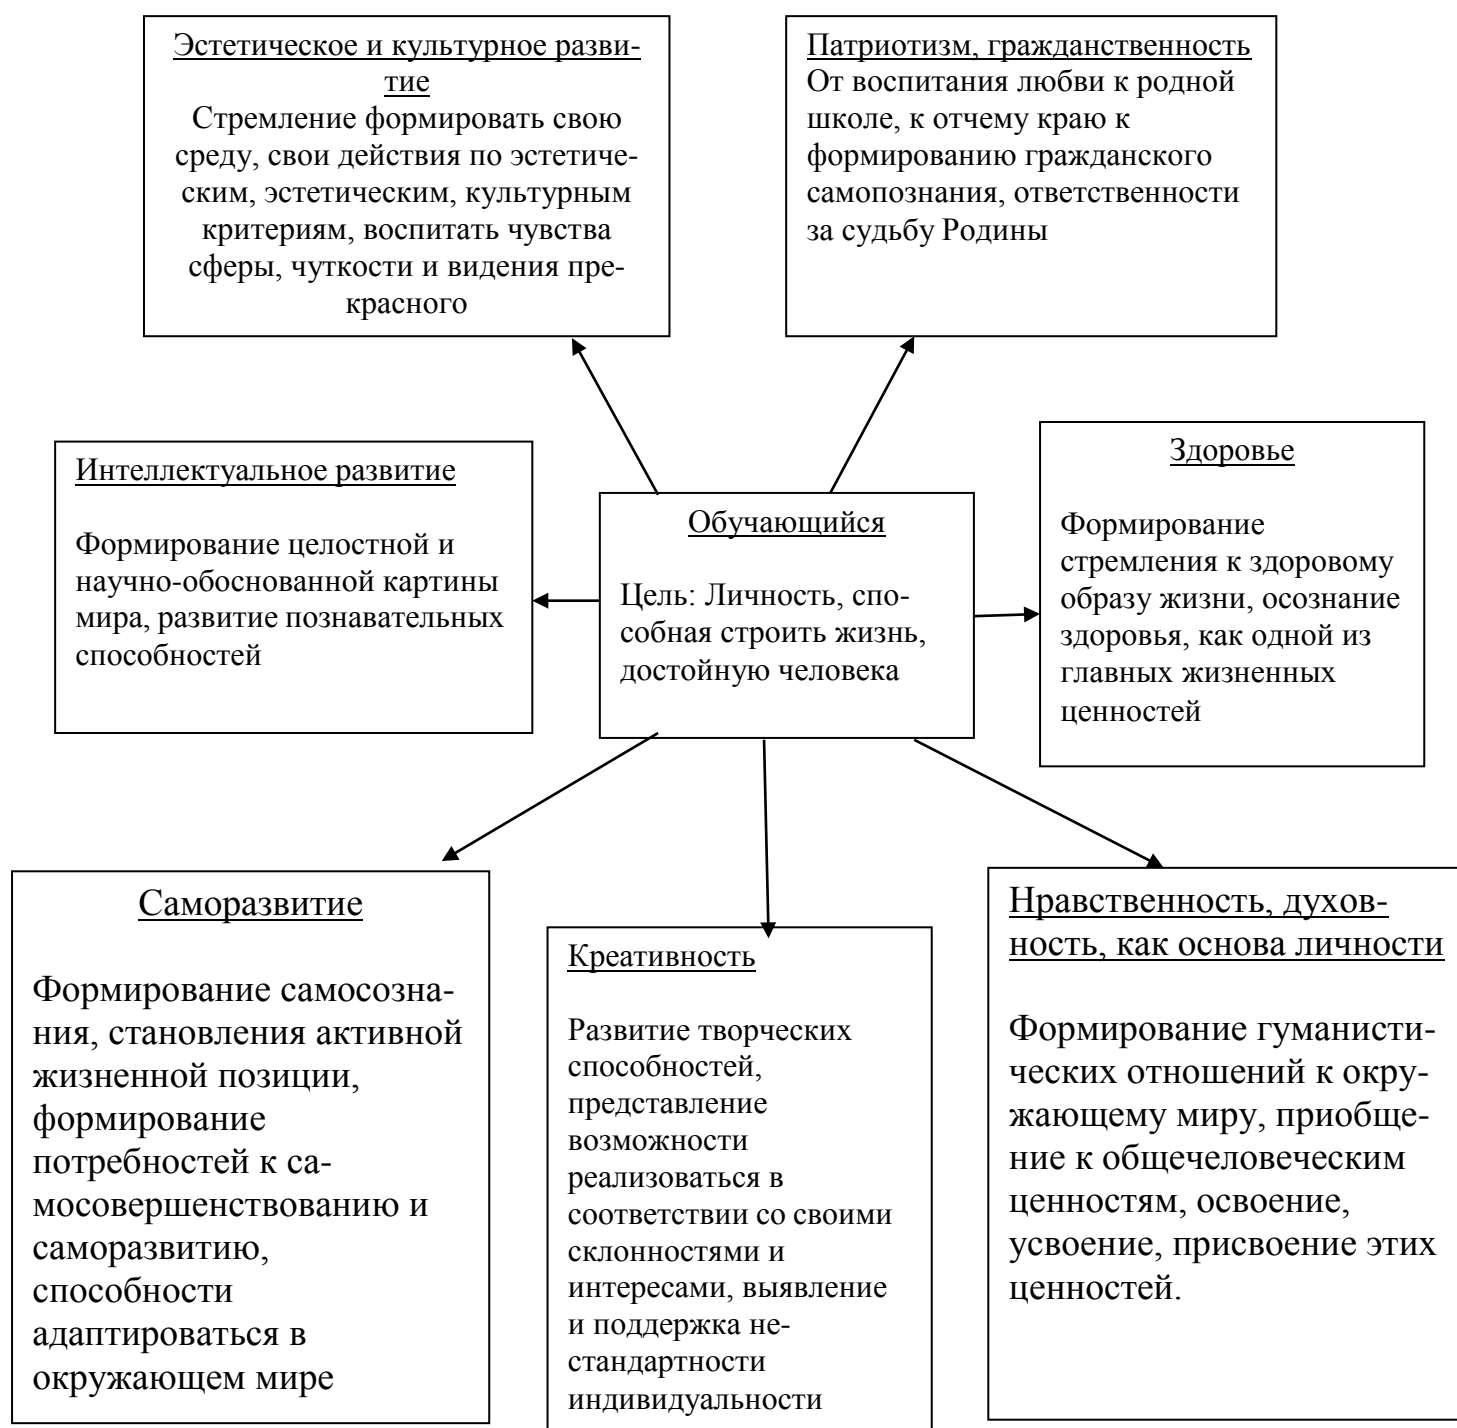 Эстетическое и культурное разви-
тие
Стремление формировать свою
среду, свои действия по эстетиче-
ским, эстетическим, культурным
критериям, воспитать чувства
сферы, чуткости и видения пре-
красного
Патриотизм, гражданственность
От воспитания любви к родной
школе, к отчему краю к
формированию гражданского
самопознания, ответственности
за судьбу Родины
Интеллектуальное развитие
Формирование целостной и
научно-обоснованной картины
мира, развитие познавательных
способностей
Обучающийся
Цель: Личность, спо-
собная строить жизнь,
достойную человека
Здоровье
Формирование
стремления к здоровому
образу жизни, осознание
здоровья, как одной из
главных жизненных
ценностей
Саморазвитие
Формирование самосозна-
ния, становления активной
жизненной позиции,
формирование
потребностей к са-
мосовершенствованию и
саморазвитию,
способности
адаптироваться в
окружающем мире
Креативность
Развитие творческих
способностей,
представление
возможности
реализоваться в
соответствии со своими
склонностями и
интересами, выявление
и поддержка не-
стандартности
индивидуальности
Нравственность, духов-
ность, как основа личности
Формирование гуманисти-
ческих отношений к окру-
жающему миру, приобще-
ние к общечеловеческим
ценностям, освоение,
усвоение, присвоение этих
ценностей.